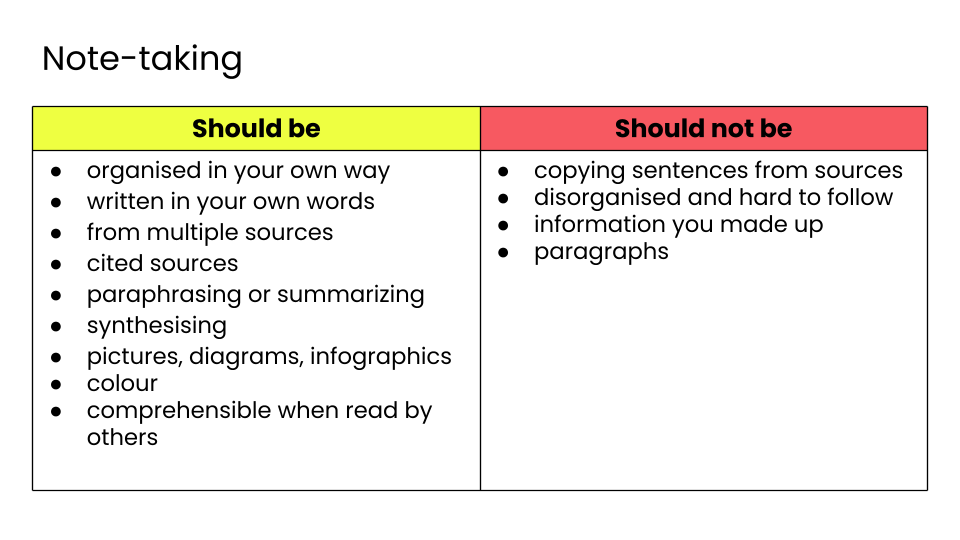 Note-taking
Should be
organised in your own way
written in your own words
from multiple sources
cited sources
paraphrasing or summarizing
synthesising
pictures, diagrams, infographics
colour
comprehensible when read by
others
Should not be
copying sentences from sources
disorganised and hard to follow
information you made up
paragraphs